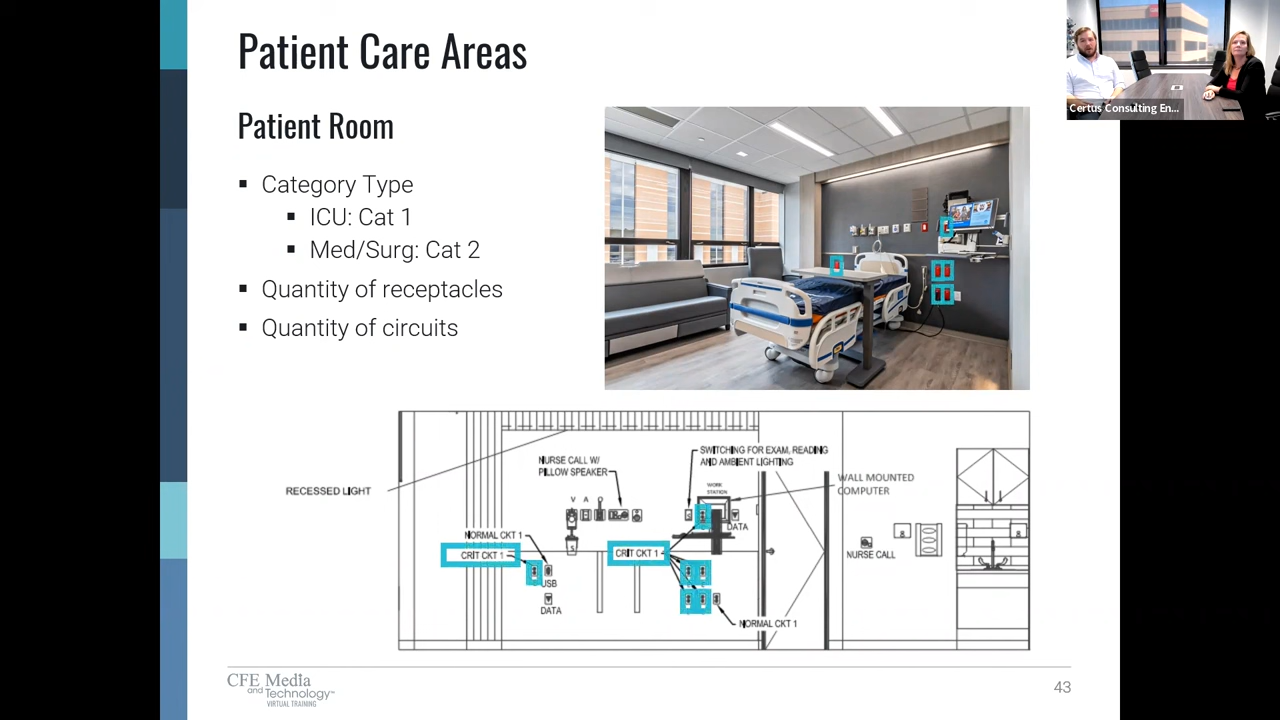 Patient Care Areas
Certus Consulting En...
Patient Room
▪ Category Type
▪ ICU: Cat 1
▪ Med/Surg: Cat 2
▪ Quantity of receptacles
▪ Quantity of circuits
RECESSED LIGHT
NURSE CALL W/
PILLOW SPEAKER
SWITCHING FOR EXAM, READING
AND AMBIENT LIGHTING
WORK
STATION
WALL MOUNTED
COMPUTER
V A O
DATA
NORMAL CKT 1
CRIT CKT 1
CRIT CKT 1
USB
DATA
NORMAL CKT 1
NURSE CALL
8
8
CFE Media
and Technology™
VIRTUAL TRAINING
43